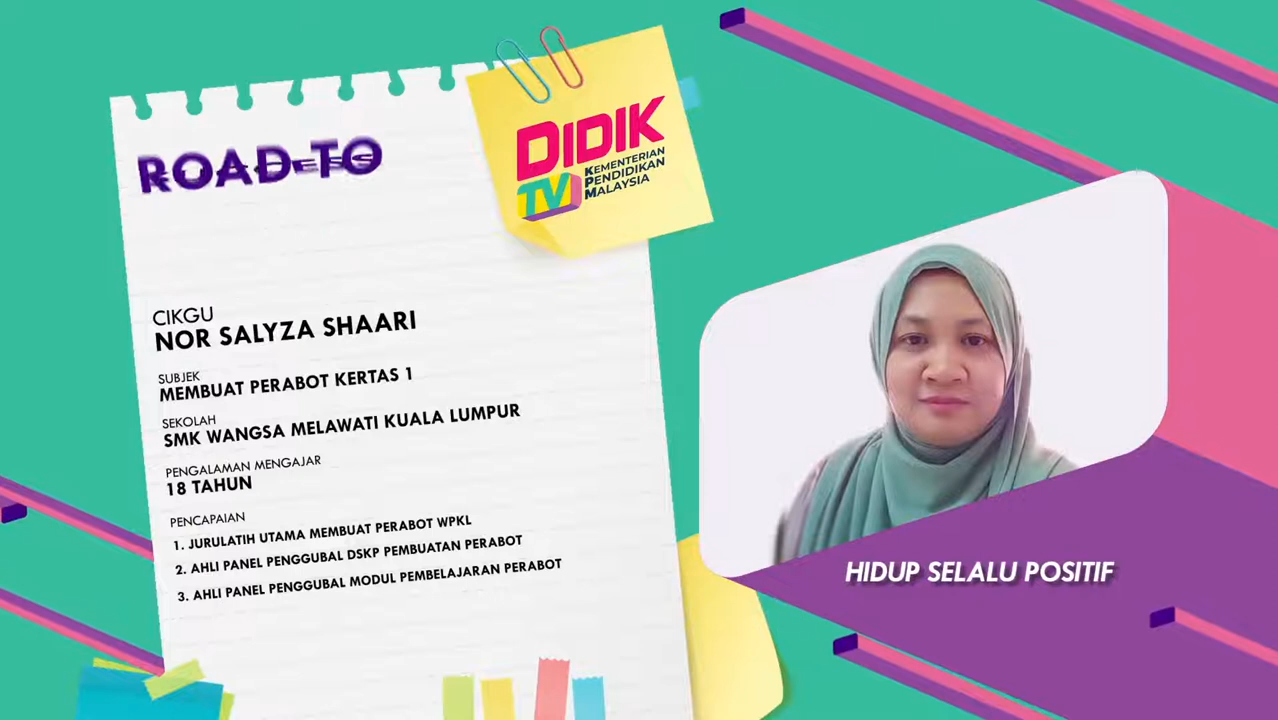 ROAD TO
DIDIK
TV
KEMENTERIAN
PENDIDIKAN
MALAYSIA
CIKGU
NOR SALYZA SHAARI
SUBJEK
MEMBUAT PERABOT KERTAS 1
SEKOLAH
SMK WANGSA MELAWATI KUALA LUMPUR
PENGALAMAN MENGAJAR
18 TAHUN
PENCAPAIAN
1. JURULATIH UTAMA MEMBUAT PERABOT WPKL
2. AHLI PANEL PENGGUBAL DSKP PEMBUATAN PERABOT
3. AHLI PANEL PENGGUBAL MODUL PEMBELAJARAN PERABOT
HIDUP SELALU POSITIF